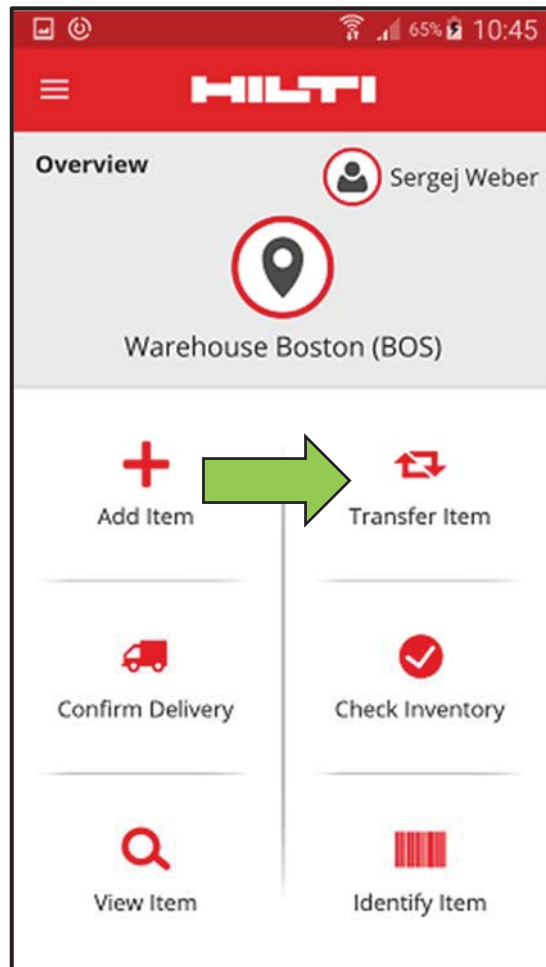 65% 10:45
HILTI
Overview
Sergej Weber
Warehouse Boston (BOS)
Add Item
Transfer Item
Confirm Delivery
Check Inventory
View Item
Identify Item